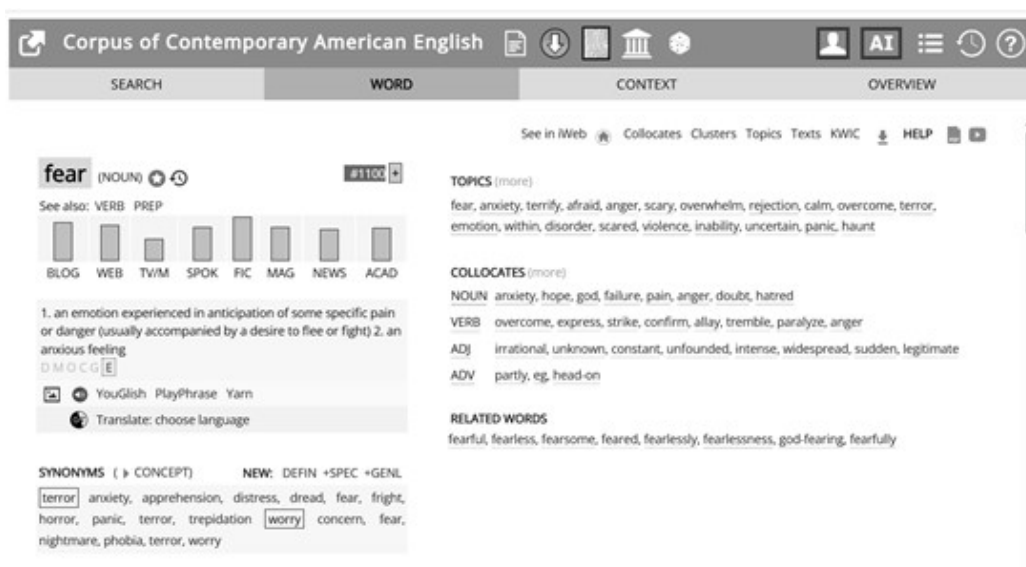 Corpus of Contemporary American English AI ?
SEARCH WORD CONTEXT OVERVIEW
See in iWeb Collocates Clusters Topics Texts KWIC HELP
fear (NOUN) #1100 +
See also: VERB PREP
BLOG WEB TV/M SPOK FIC MAG NEWS ACAD
1. an emotion experienced in anticipation of some specific pain
or danger (usually accompanied by a desire to flee or fight) 2. an
anxious feeling
D M O C G E
YouGlish PlayPhrase Yarn
Translate: choose language
SYNONYMS ( CONCEPT) NEW: DEFIN +SPEC +GENL
terror anxiety, apprehension, distress, dread, fear, fright,
horror, panic, terror, trepidation worry concern, fear,
nightmare, phobia, terror, worry
TOPICS (more)
fear, anxiety, terrify, afraid, anger, scary, overwhelm, rejection, calm, overcome, terror,
emotion, within, disorder, scared, violence, inability, uncertain, panic, haunt
COLLOCATES (more)
NOUN anxiety, hope, god, failure, pain, anger, doubt, hatred
VERB overcome, express, strike, confirm, allay, tremble, paralyze, anger
ADJ irrational, unknown, constant, unfounded, intense, widespread, sudden, legitimate
ADV partly, eg, head-on
RELATED WORDS
fearful, fearless, fearsome, feared, fearlessly, fearlessness, god-fearing, fearfully